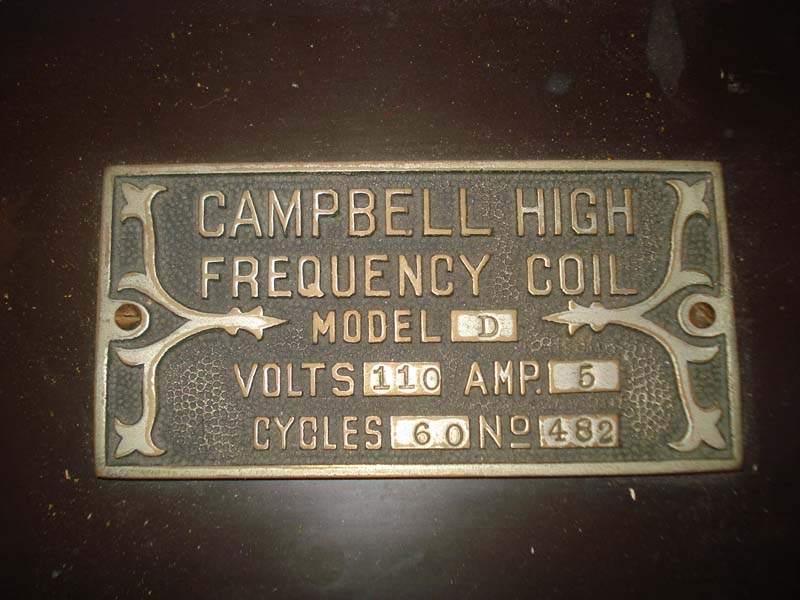 CAMPBELL HIGH
FREQUENCY COIL
MODEL D
VOLTS 110 AMP. 5
CYCLES 60 No 482